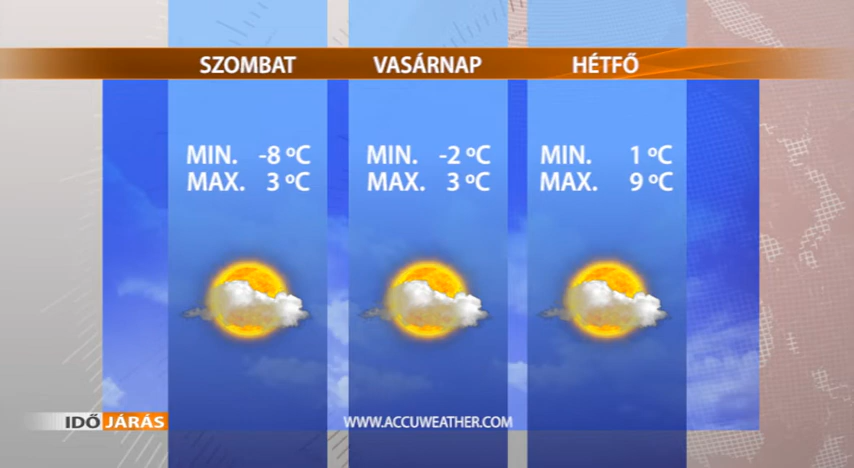 SZOMBAT VASÁRNAP HÉTFŐ
MIN. -8 ºC MIN. -2 ºC MIN. 1 ºC
MAX. 3 ºC MAX. 3 ºC MAX. 9 ºC
IDŐJÁRÁS WWW.ACCUWEATHER.COM